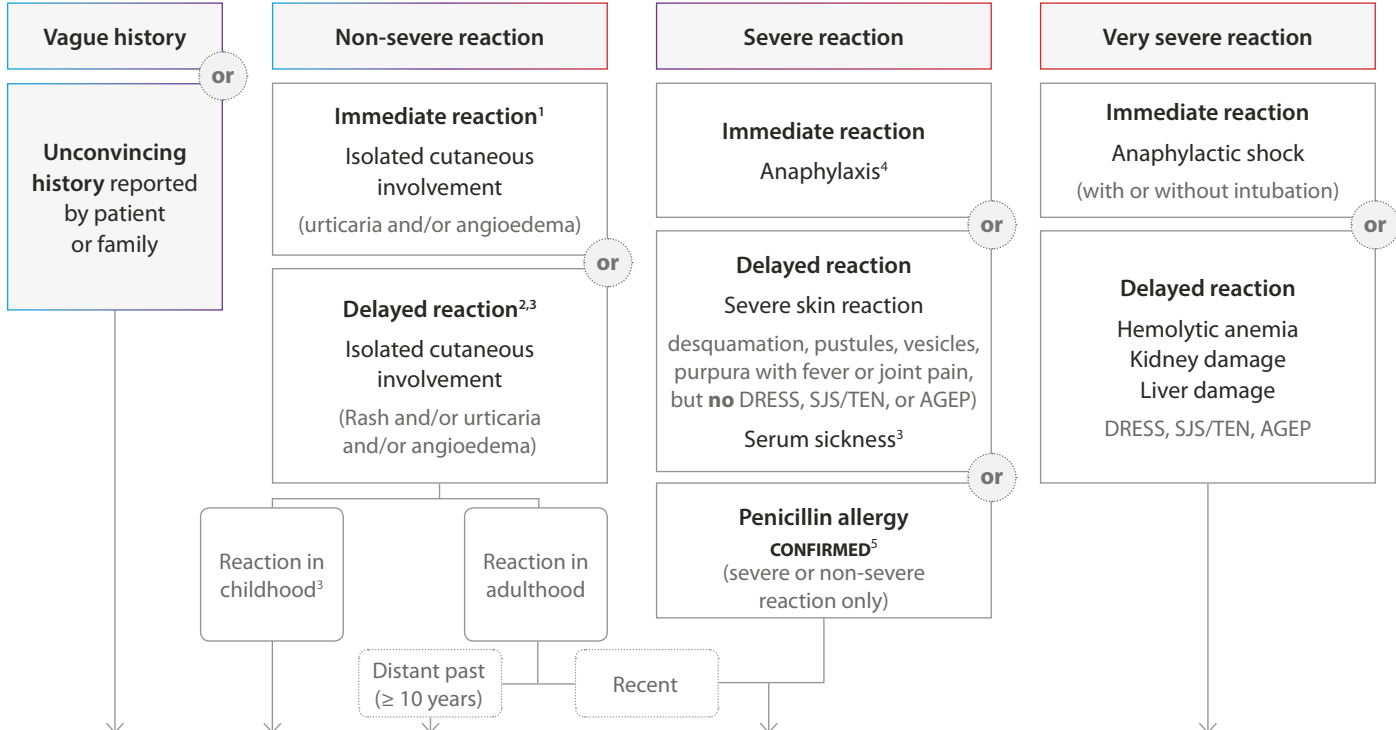 Vague history
or
Unconvincing
history reported
by patient
or family
Non-severe reaction
Immediate reaction¹
Isolated cutaneous
involvement
(urticaria and/or angioedema)
or
Delayed reaction²,³
Isolated cutaneous
involvement
(Rash and/or urticaria
and/or angioedema)
Reaction in
childhood³
Reaction in
adulthood
Distant past
(≥ 10 years)
Recent
Severe reaction
Immediate reaction
Anaphylaxis⁴
or
Delayed reaction
Severe skin reaction
desquamation, pustules, vesicles,
purpura with fever or joint pain,
but no DRESS, SJS/TEN, or AGEP)
Serum sickness³
or
Penicillin allergy
CONFIRMED⁵
(severe or non-severe
reaction only)
Very severe reaction
Immediate reaction
Anaphylactic shock
(with or without intubation)
or
Delayed reaction
Hemolytic anemia
Kidney damage
Liver damage
DRESS, SJS/TEN, AGEP